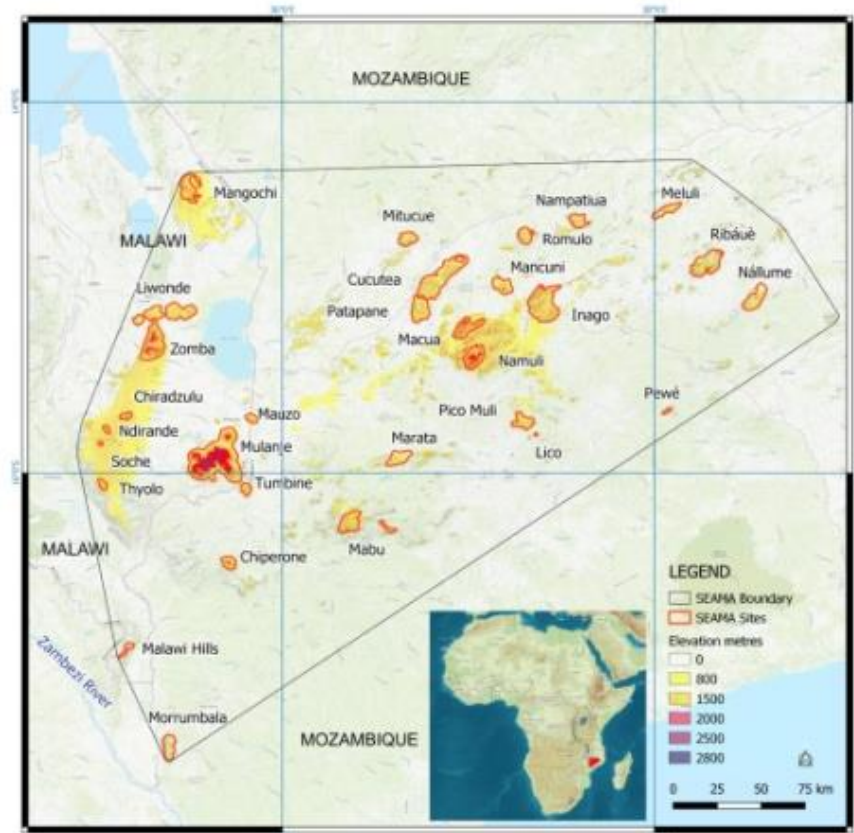 MOZAMBIQUE
Mangochi
MALAWI
Nampatiua
Meluli
Mitucue
Romulo
Ribáuè
Cucutea
Mancuni
Nállume
Liwonde
Patapane
Inago
Zomba
Macua
Namuli
Chiradzulu
Mauzo
Pico Muli
Pewé
Ndirande
Mulanje
Marata
Lico
Soche
Thyolo
Tumbine
MALAWI
Chiperone
Mabu
LEGEND
SEAMA Boundary
SEAMA Sites
Elevation metres
0
800
1500
2000
2500
2800
Malawi Hills
Zambezi River
Morrumbala
MOZAMBIQUE
0 25 50 75 km